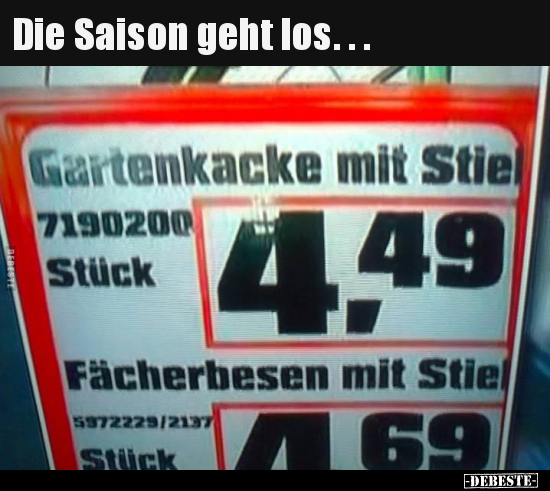 Die Saison geht los...
Gartenkacke mit Stiel
7190200
Stück
4,49
Fächerbesen mit Stiel
5972229/2137
Stück
4,69
DEBESTE
-DEBESTE-